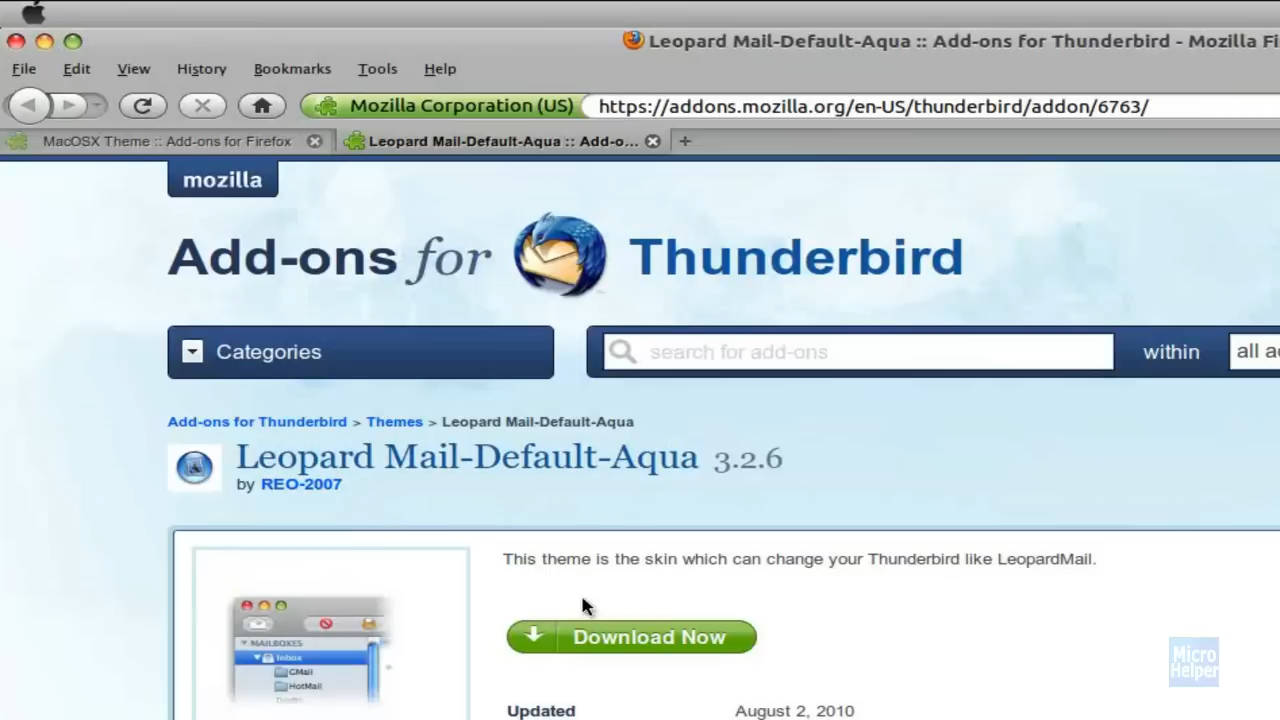 Leopard Mail-Default-Aqua :: Add-ons for Thunderbird - Mozilla Fi
File Edit View History Bookmarks Tools Help
Mozilla Corporation (US) https://addons.mozilla.org/en-US/thunderbird/addon/6763/
MacOSX Theme :: Add-ons for Firefox Leopard Mail-Default-Aqua :: Add-o...
mozilla
Add-ons for Thunderbird
Categories search for add-ons within all a
Add-ons for Thunderbird > Themes > Leopard Mail-Default-Aqua
Leopard Mail-Default-Aqua 3.2.6
by REO-2007
This theme is the skin which can change your Thunderbird like LeopardMail.
Download Now
MAILBOXES
Inbox
GMail
HotMail
Updated August 2, 2010
Micro
Helper